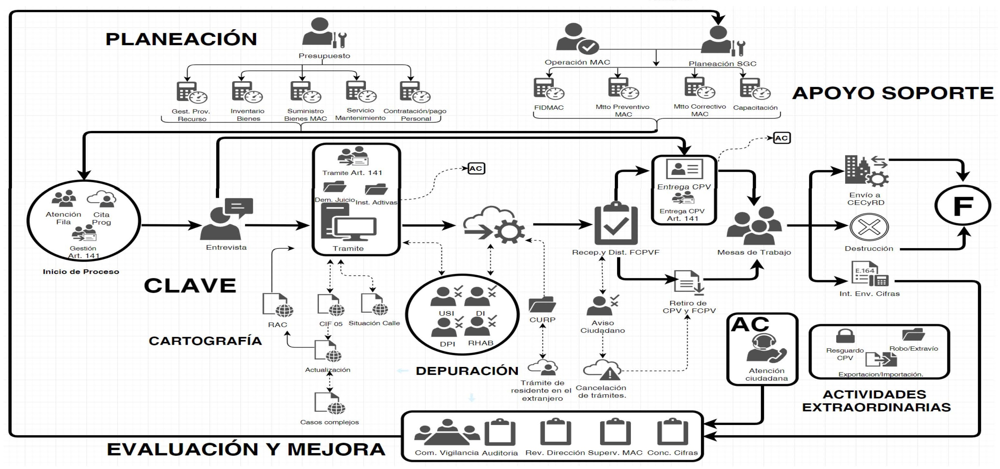 PLANEACIÓN
Presupuesto
Gest. Prov.
Recurso
Inventario
Bienes
Suministro
Bienes MAC
Servicio
Mantenimiento
Contratación/pago
Personal
Operación MAC
Planeación SGC
FIDMAC
Mtto Preventivo
MAC
Mtto Correctivo
MAC
Capacitación
APOYO SOPORTE
Atención
Fila
Cita
Prog
Gestión
Art. 141
Inicio de Proceso
CLAVE
Entrevista
Tramite Art. 141
Dem. Juicio
Inst. Adtivas
Tramite
AC
Recep.y Dist. FCPVF
Entrega CPV
Entrega CPV
Art. 141
AC
Mesas de Trabajo
Envío a
CECyRD
Destrucción
E.164
Int. Env. Cifras
F
RAC
CIF 05
Situación Calle
CARTOGRAFÍA
Actualización
Casos complejos
USI
DI
DPI
RHAB
DEPURACIÓN
CURP
Trámite de
residente en el
extranjero
Aviso
Ciudadano
Cancelación
de trámites.
Retiro de
CPV y FCPV
AC
Atención
ciudadana
Resguardo
CPV
Robo/Extravío
Exportacion/Importación.
ACTIVIDADES
EXTRAORDINARIAS
EVALUACIÓN Y MEJORA
Com. Vigilancia
Auditoria
Rev. Dirección
Superv. MAC
Conc. Cifras